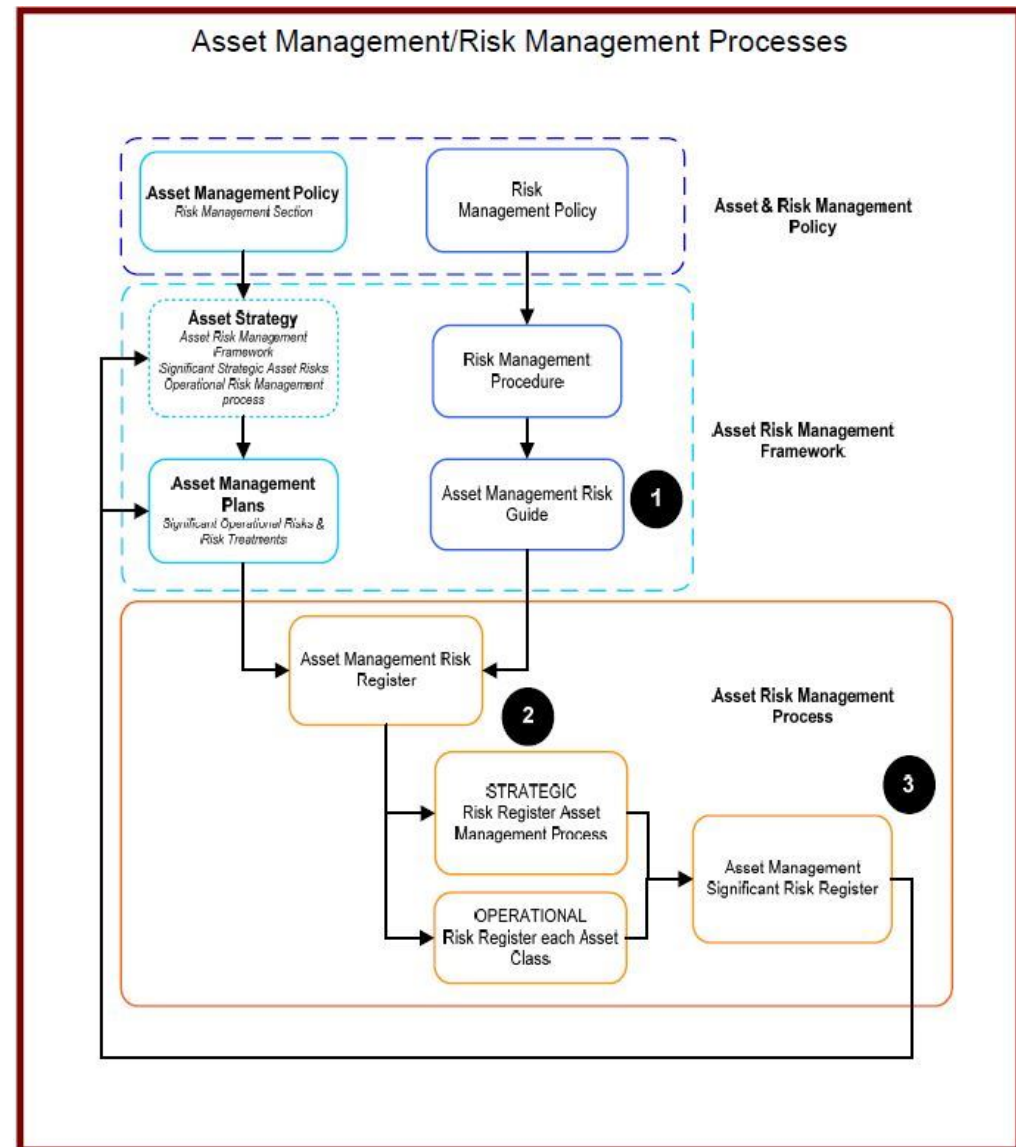 Asset Management/Risk Management Processes
Asset Management Policy
Risk Management Section
Risk
Management Policy
Asset & Risk Management
Policy
Asset Strategy
Asset Risk Management
Framework
Significant Strategic Asset Risks
Operational Risk Management
process
Risk Management
Procedure
Asset Risk Management
Framework
Asset Management
Plans
Significant Operational Risks &
Risk Treatments
Asset Management Risk
Guide
1
Asset Management Risk
Register
2
Asset Risk Management
Process
3
STRATEGIC
Risk Register Asset
Management Process
Asset Management
Significant Risk Register
OPERATIONAL
Risk Register each Asset
Class